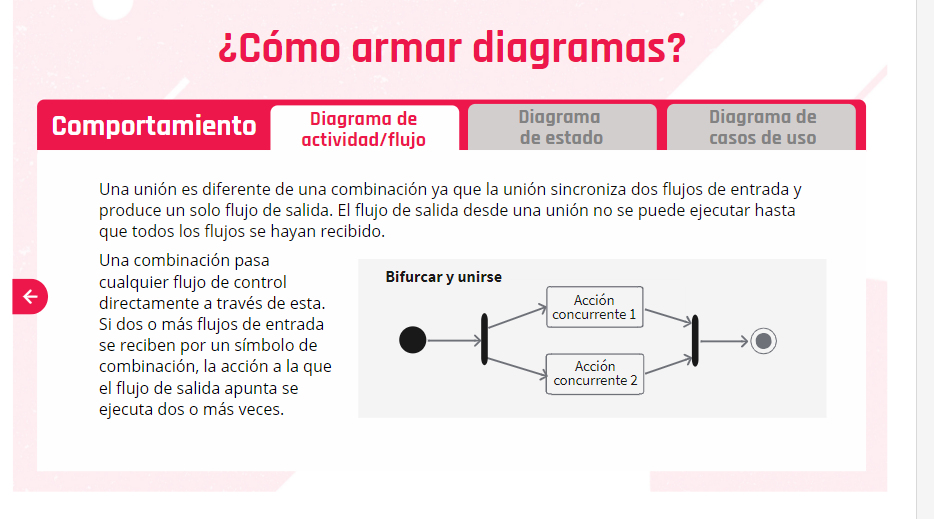 ¿Cómo armar diagramas?
Comportamiento
Diagrama de
actividad/flujo
Diagrama
de estado
Diagrama de
casos de uso
Una unión es diferente de una combinación ya que la unión sincroniza dos flujos de entrada y
produce un solo flujo de salida. El flujo de salida desde una unión no se puede ejecutar hasta
que todos los flujos se hayan recibido.
Una combinación pasa
cualquier flujo de control
directamente a través de esta.
Si dos o más flujos de entrada
se reciben por un símbolo de
combinación, la acción a la que
el flujo de salida apunta se
ejecuta dos o más veces.
Bifurcar y unirse
Acción
concurrente 1
Acción
concurrente 2